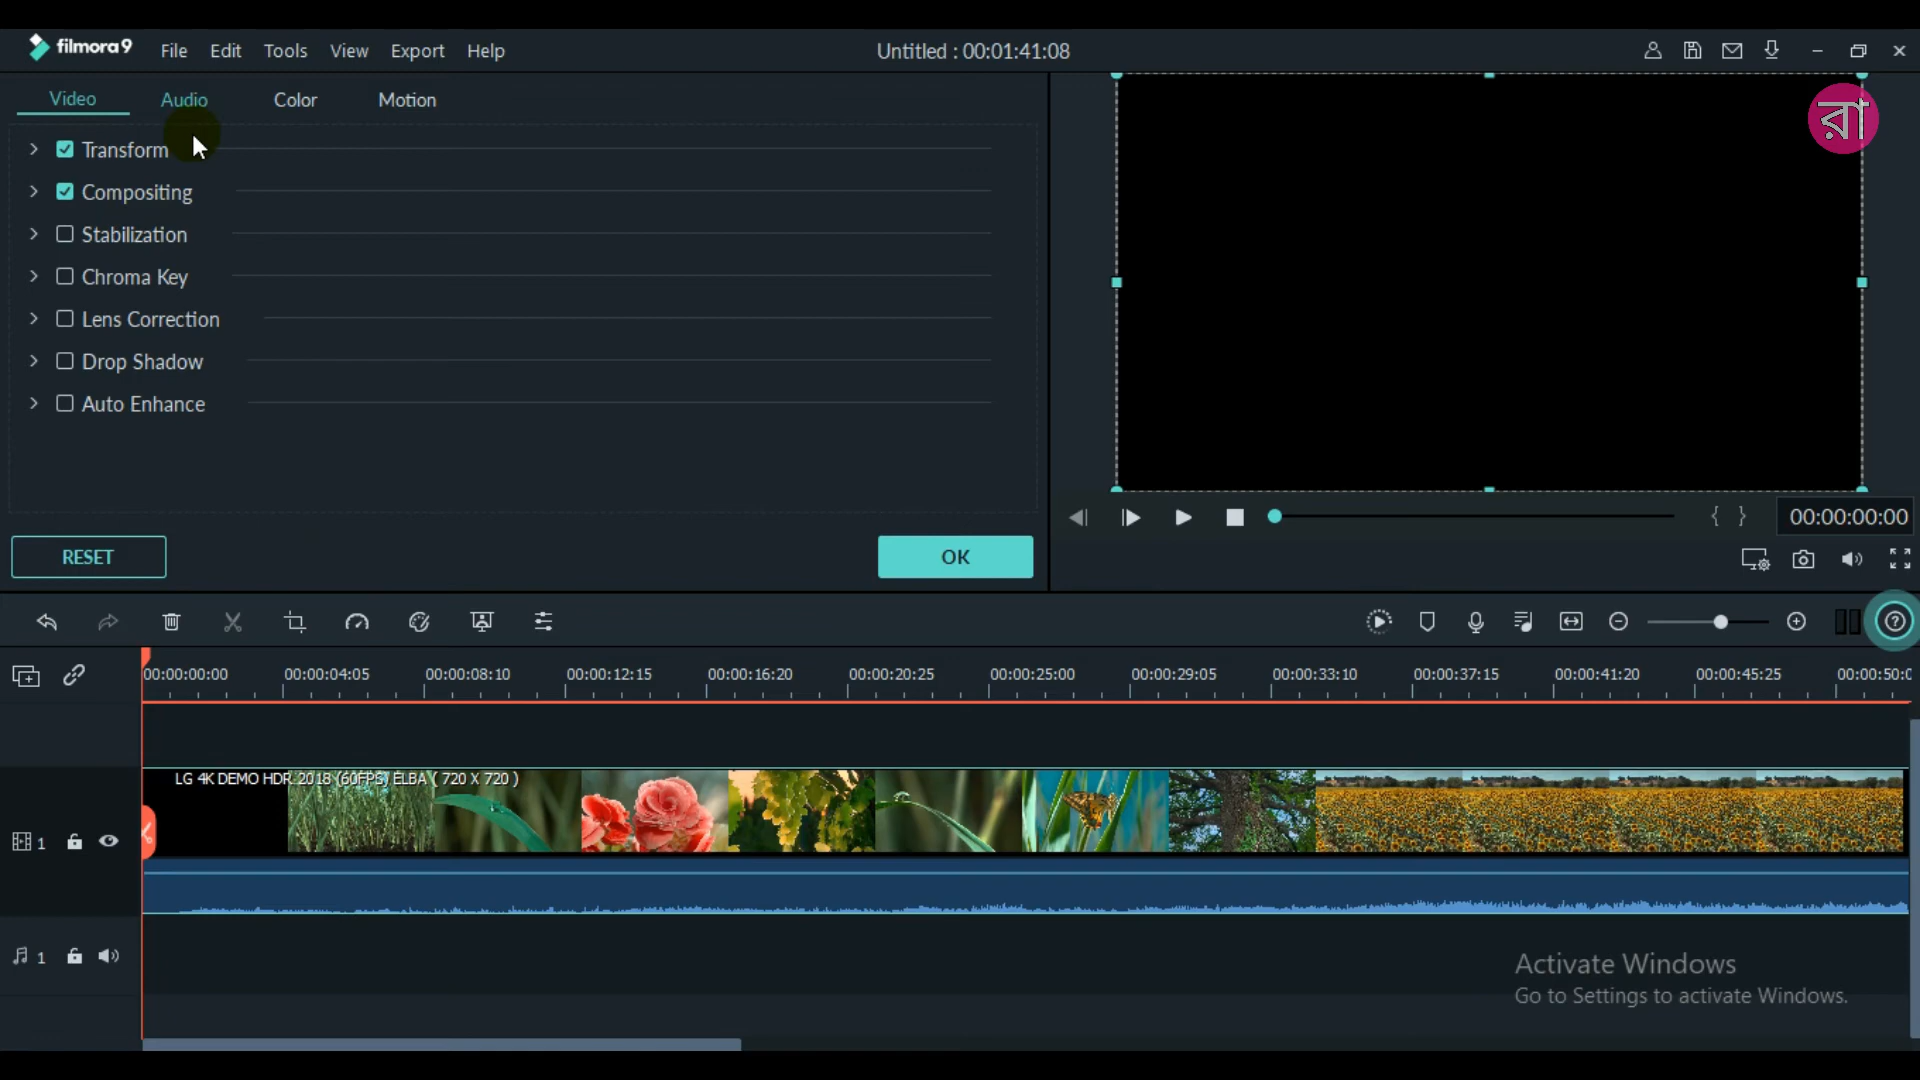 filmora9 File Edit Tools View Export Help Untitled : 00:01:41:08
Video Audio Color Motion
রা
Transform
Compositing
Stabilization
Chroma Key
Lens Correction
Drop Shadow
Auto Enhance
{ } 00:00:00:00
RESET OK
00:00:00:00 00:00:04:05 00:00:08:10 00:00:12:15 00:00:16:20 00:00:20:25 00:00:25:00 00:00:29:05 00:00:33:10 00:00:37:15 00:00:41:20 00:00:45:25 00:00:50:0
LG 4K DEMO HDR 2018 (60FPS) ELBA ( 720 X 720 )
1
1
Activate Windows
Go to Settings to activate Windows.